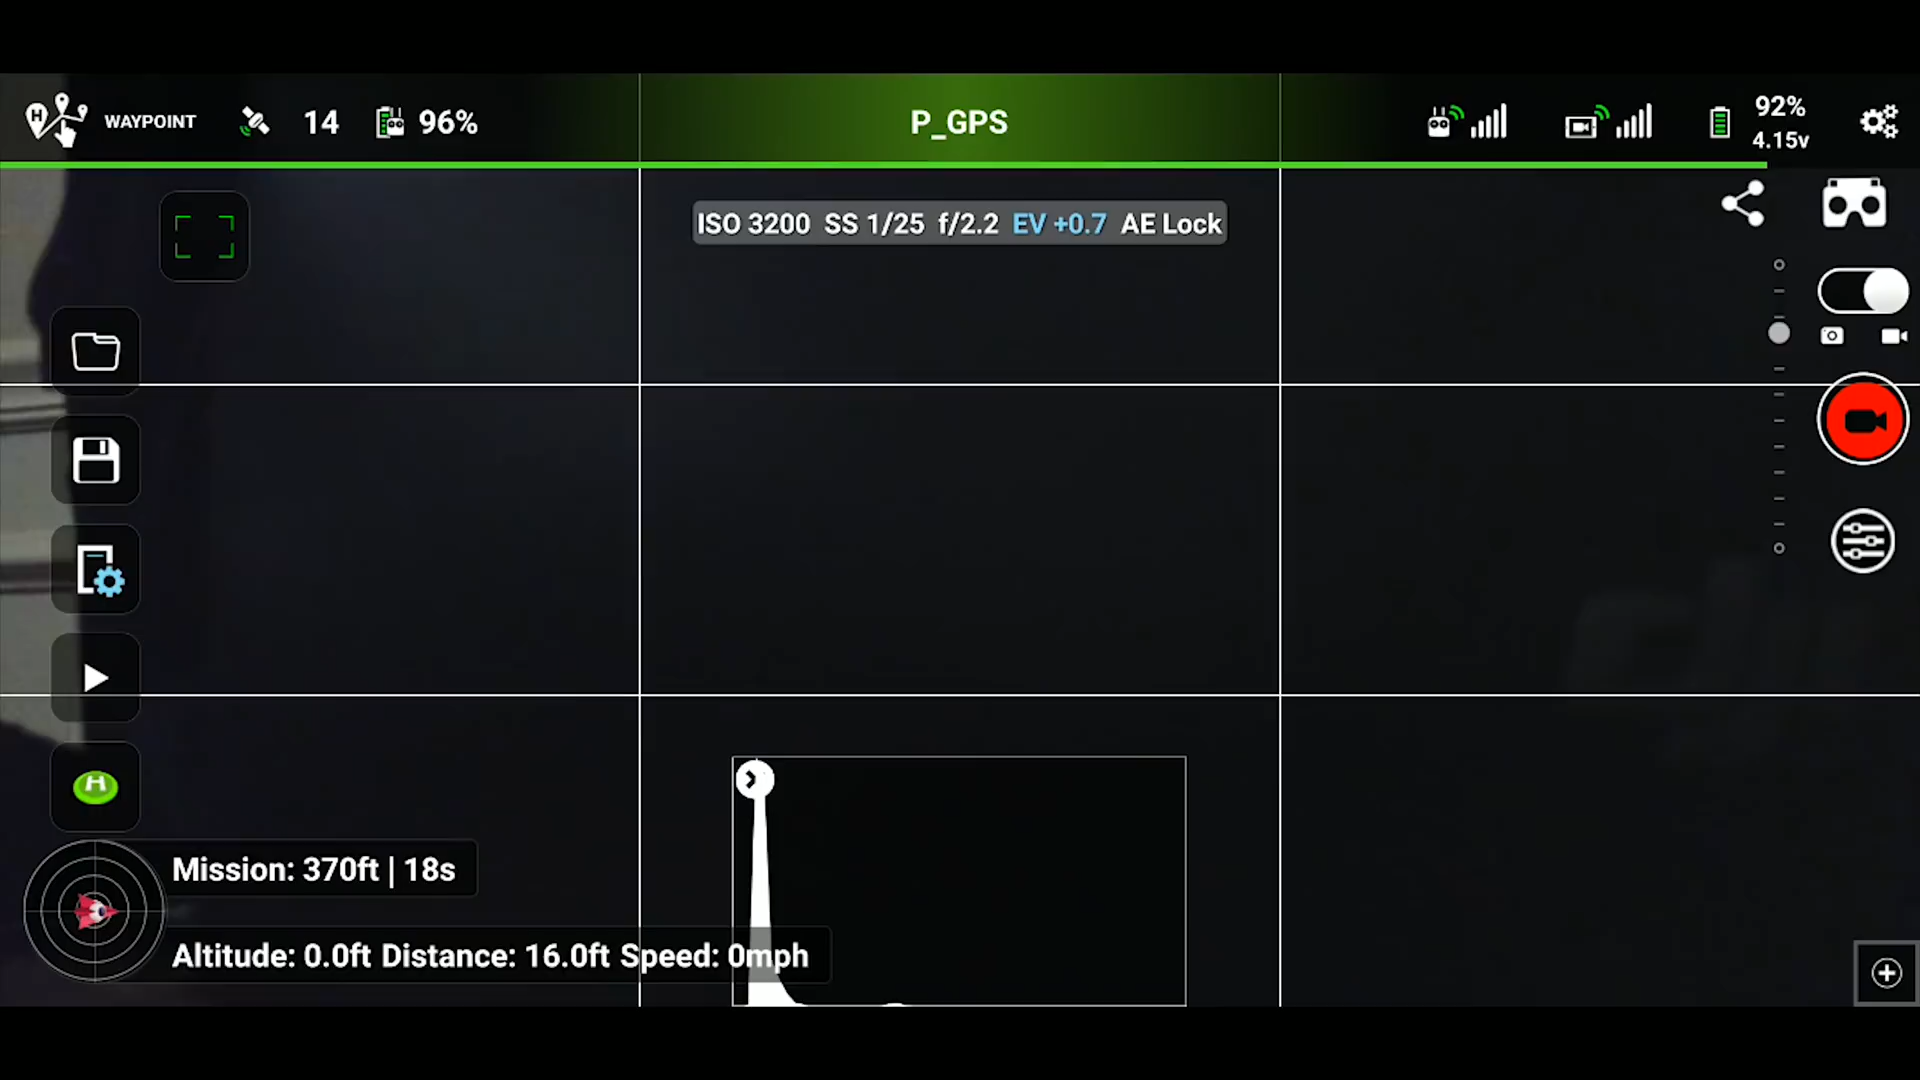 WAYPOINT 14 96% P_GPS 92%
4.15v
ISO 3200 SS 1/25 f/2.2 EV +0.7 AE Lock
H
Mission: 370ft | 18s
Altitude: 0.0ft Distance: 16.0ft Speed: 0mph